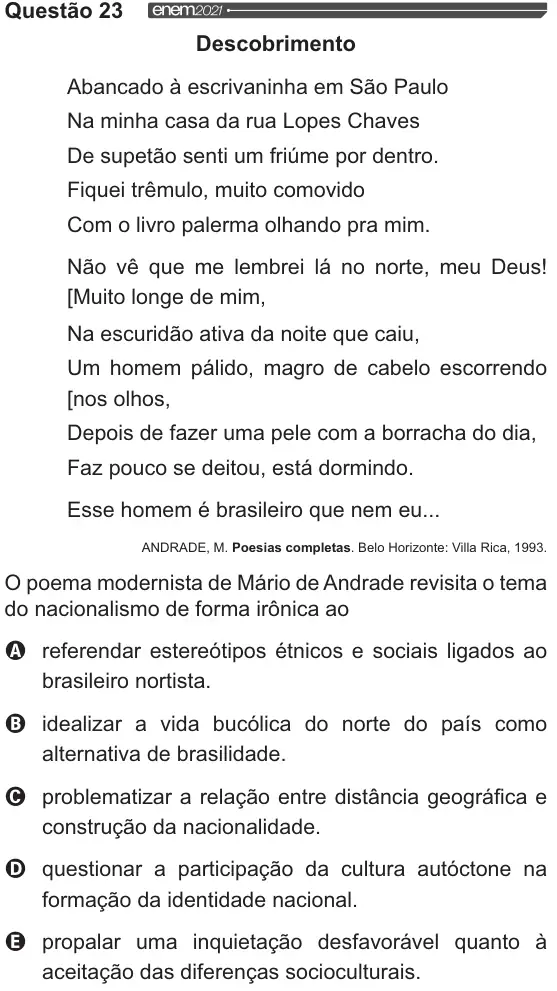 Questão 23 enem2021
Descobrimento
Abancado à escrivaninha em São Paulo
Na minha casa da rua Lopes Chaves
De supetão senti um friúme por dentro.
Fiquei trêmulo, muito comovido
Com o livro palerma olhando pra mim.
Não vê que me lembrei lá no norte, meu Deus!
[Muito longe de mim,
Na escuridão ativa da noite que caiu,
Um homem pálido, magro de cabelo escorrendo
[nos olhos,
Depois de fazer uma pele com a borracha do dia,
Faz pouco se deitou, está dormindo.
Esse homem é brasileiro que nem eu...
ANDRADE, M. Poesias completas. Belo Horizonte: Villa Rica, 1993.
O poema modernista de Mário de Andrade revisita o tema
do nacionalismo de forma irônica ao
A referendar estereótipos étnicos e sociais ligados ao
brasileiro nortista.
B idealizar a vida bucólica do norte do país como
alternativa de brasilidade.
C problematizar a relação entre distância geográfica e
construção da nacionalidade.
D questionar a participação da cultura autóctone na
formação da identidade nacional.
E propalar uma inquietação desfavorável quanto à
aceitação das diferenças socioculturais.